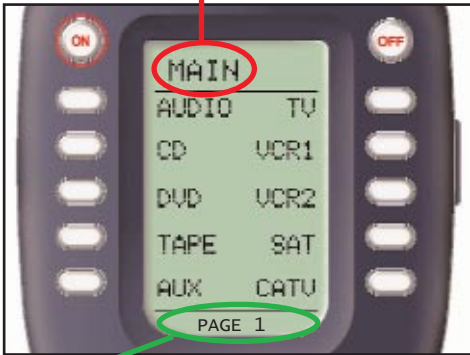 ON OFF
MAIN
AUDIO TV
CD VCR1
DVD VCR2
TAPE SAT
AUX CATV
PAGE 1